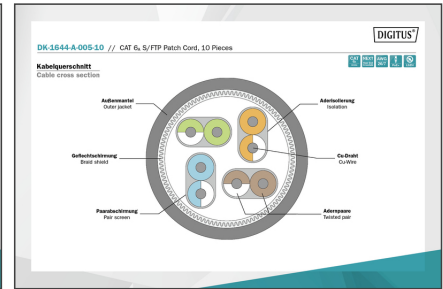 DIGITUS®
DK-1644-A-005-10 // CAT 6A S/FTP Patch Cord, 10 Pieces
Kabelquerschnitt
Cable cross section
Außenmantel
Outer jacket
Aderisolierung
Isolation
Geflechtschirmung
Braid shield
Cu-Draht
Cu-Wire
Paarabschirmung
Pair screen
Adernpaare
Twisted pair